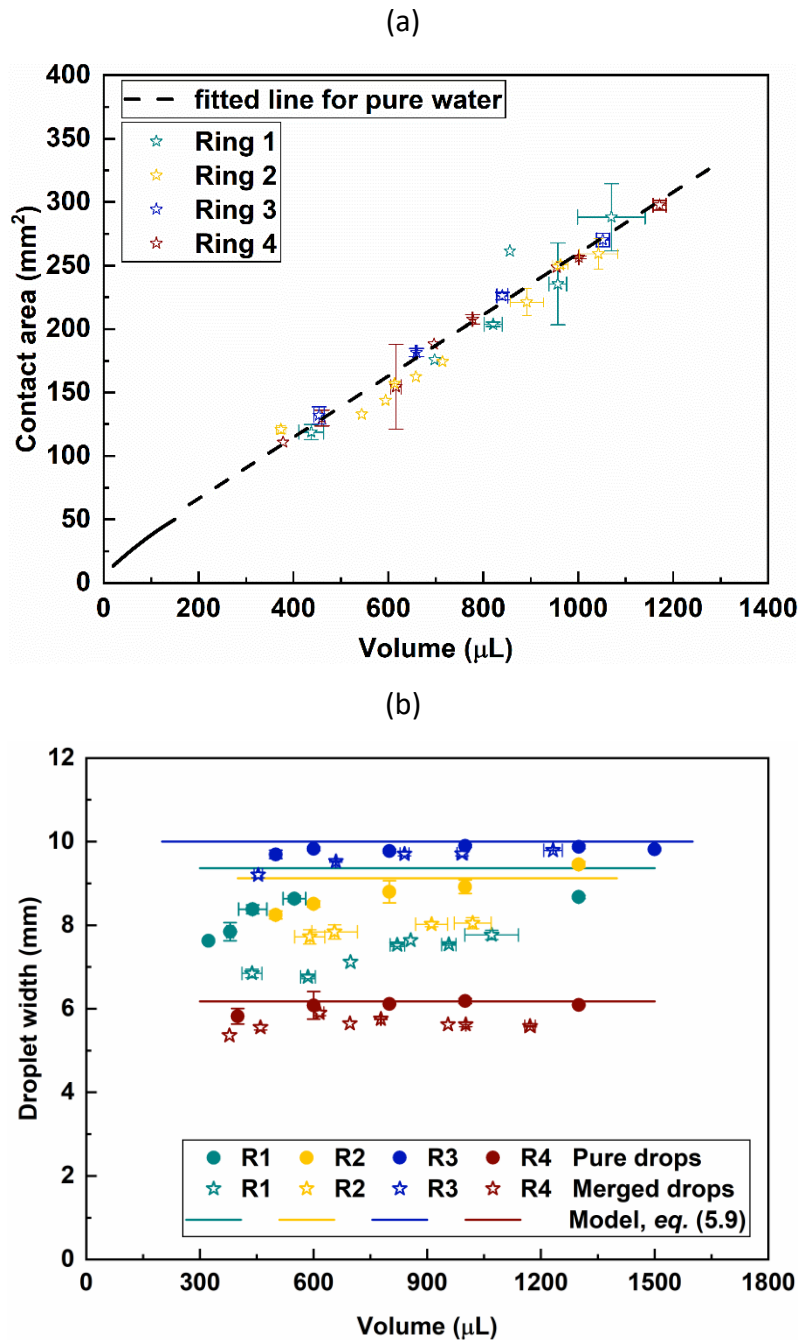 (a)
400
350
300
250
200
150
100
50
0
Contact area (mm²)
fitted line for pure water
Ring 1
Ring 2
Ring 3
Ring 4
0 200 400 600 800 1000 1200 1400
Volume (μL)
(b)
12
10
8
6
4
2
0
Droplet width (mm)
R1 R2 R3 R4 Pure drops
R1 R2 R3 R4 Merged drops
Model, eq. (5.9)
0 300 600 900 1200 1500 1800
Volume (μL)